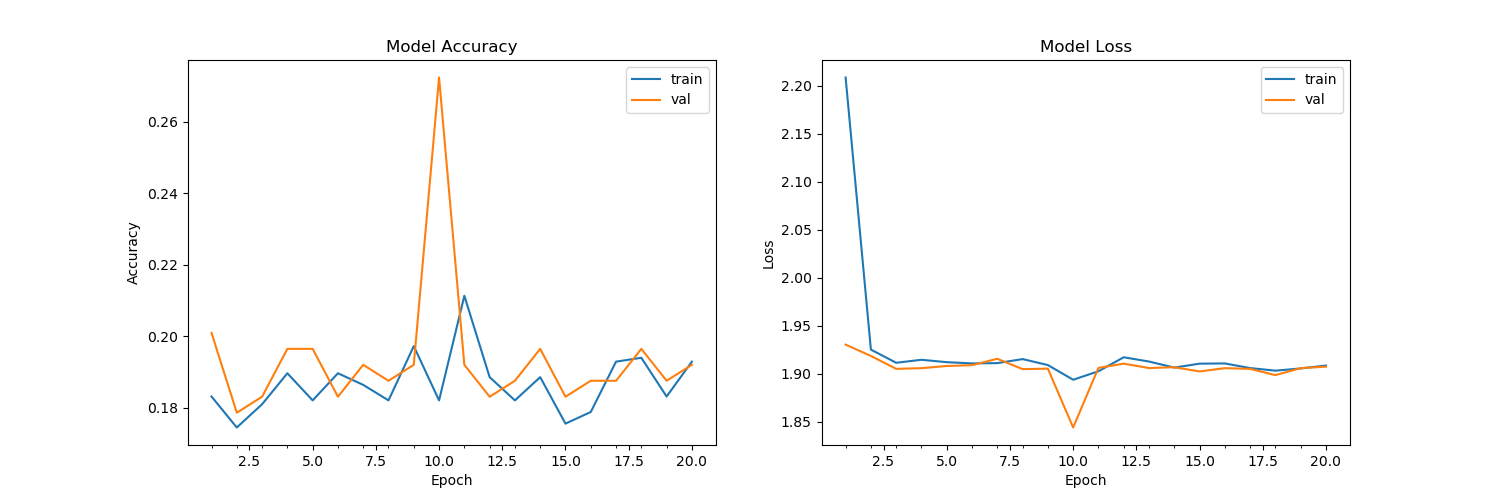 Model Accuracy
train
val
0.26
0.24
0.22
0.20
0.18
Accuracy
2.5 5.0 7.5 10.0 12.5 15.0 17.5 20.0
Epoch
Model Loss
train
val
2.20
2.15
2.10
2.05
2.00
1.95
1.90
1.85
Loss
2.5 5.0 7.5 10.0 12.5 15.0 17.5 20.0
Epoch